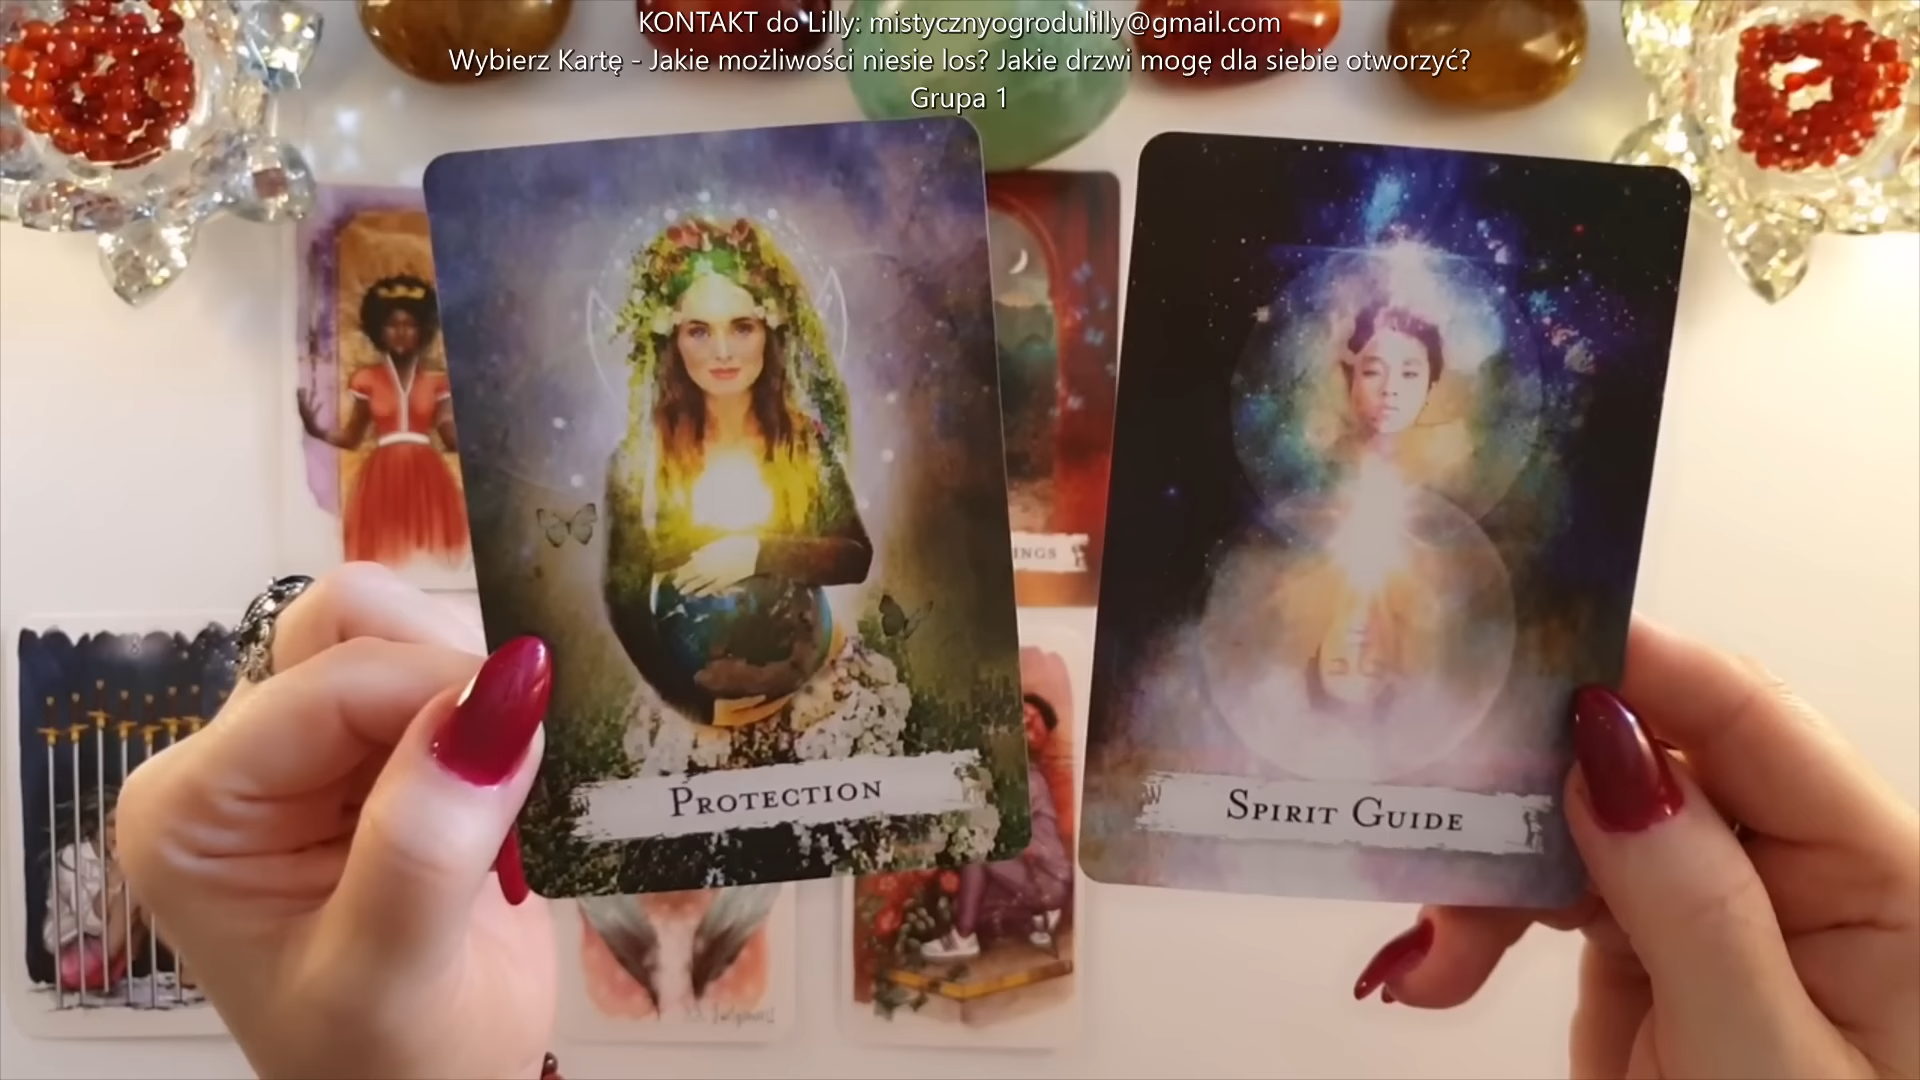 KONTAKT do Lilly: mistycznyogrodulilly@gmail.com
Wybierz Kartę - Jakie możliwości niesie los? Jakie drzwi mogę dla siebie otworzyć?
Grupa 1
INGS
Protection
Spirit Guide